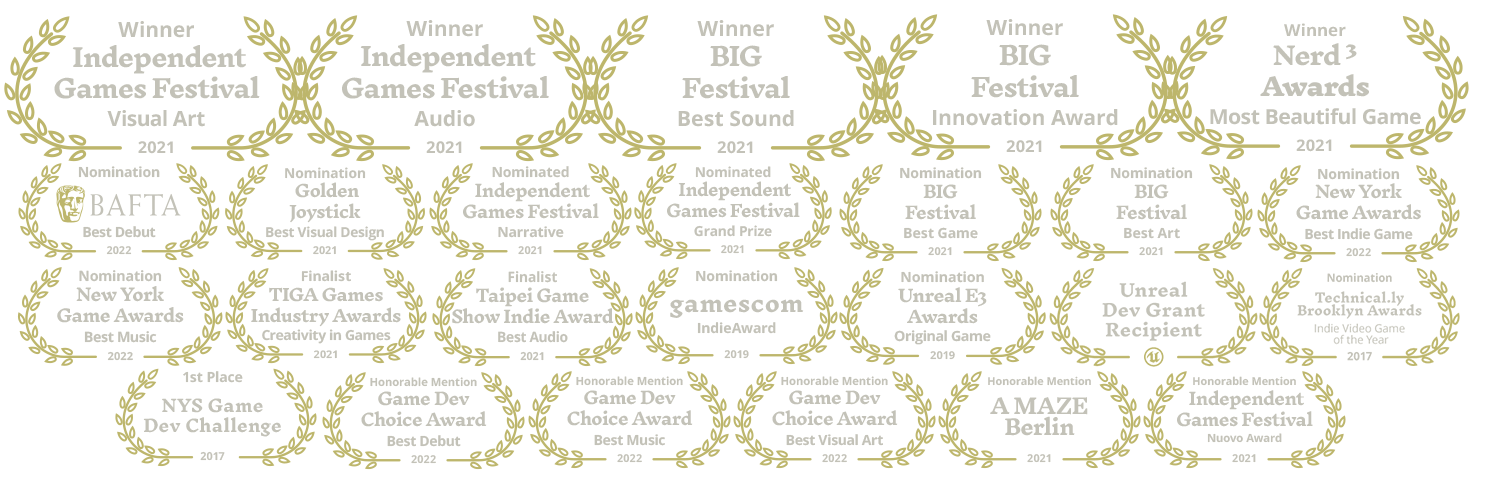 Winner
Independent
Games Festival
Visual Art
2021
Winner
Independent
Games Festival
Audio
2021
Winner
BIG
Festival
Best Sound
2021
Winner
BIG
Festival
Innovation Award
2021
Winner
Nerd³
Awards
Most Beautiful Game
2021
Nomination
BAFTA
Best Debut
2022
Nomination
Golden
Joystick
Best Visual Design
2021
Nominated
Independent
Games Festival
Narrative
2021
Nominated
Independent
Games Festival
Grand Prize
2021
Nomination
BIG
Festival
Best Game
2021
Nomination
BIG
Festival
Best Art
2021
Nomination
New York
Game Awards
Best Indie Game
2022
Nomination
New York
Game Awards
Best Music
2022
Finalist
TIGA Games
Industry Awards
Creativity in Games
2021
Finalist
Taipei Game
Show Indie Award
Best Audio
2021
Nomination
gamescom
IndieAward
2019
Nomination
Unreal E3
Awards
Original Game
2019
Unreal
Dev Grant
Recipient
Nomination
Technical.ly
Brooklyn Awards
Indie Video Game
of the Year
2017
1st Place
NYS Game
Dev Challenge
2017
Honorable Mention
Game Dev
Choice Award
Best Debut
2022
Honorable Mention
Game Dev
Choice Award
Best Music
2022
Honorable Mention
Game Dev
Choice Award
Best Visual Art
2022
Honorable Mention
A MAZE
Berlin
2021
Honorable Mention
Independent
Games Festival
Nuovo Award
2021